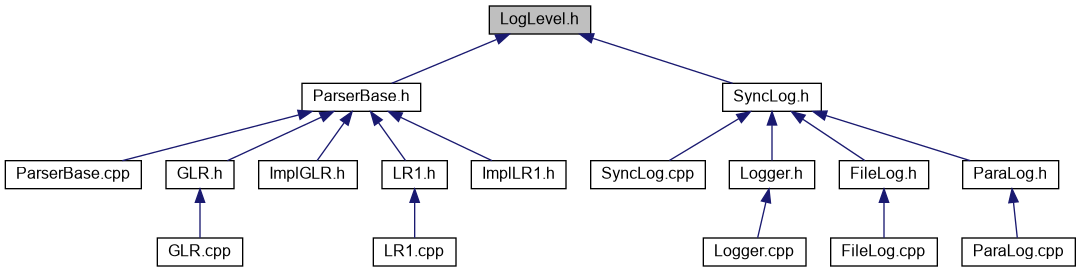 LogLevel.h
ParserBase.h
SyncLog.h
ParserBase.cpp
GLR.h
ImplGLR.h
LR1.h
ImplLR1.h
SyncLog.cpp
Logger.h
FileLog.h
ParaLog.h
GLR.cpp
LR1.cpp
Logger.cpp
FileLog.cpp
ParaLog.cpp